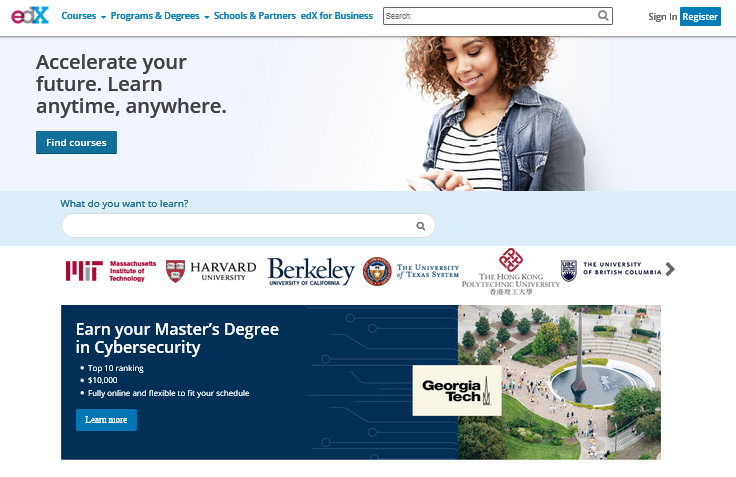 edX Courses Programs & Degrees Schools & Partners edX for Business Search: Sign In Register
Accelerate your
future. Learn
anytime, anywhere.
Find courses
What do you want to learn?
MIT Massachusetts
Institute of
Technology
HARVARD
UNIVERSITY
Berkeley
UNIVERSITY OF CALIFORNIA
THE UNIVERSITY
of TEXAS SYSTEM
THE HONG KONG
POLYTECHNIC UNIVERSITY
香港理工大學
UBC
THE UNIVERSITY
OF BRITISH COLUMBIA
Earn your Master's Degree
in Cybersecurity
• Top 10 ranking
• $10,000
• Fully online and flexible to fit your schedule
Learn more
Georgia
Tech